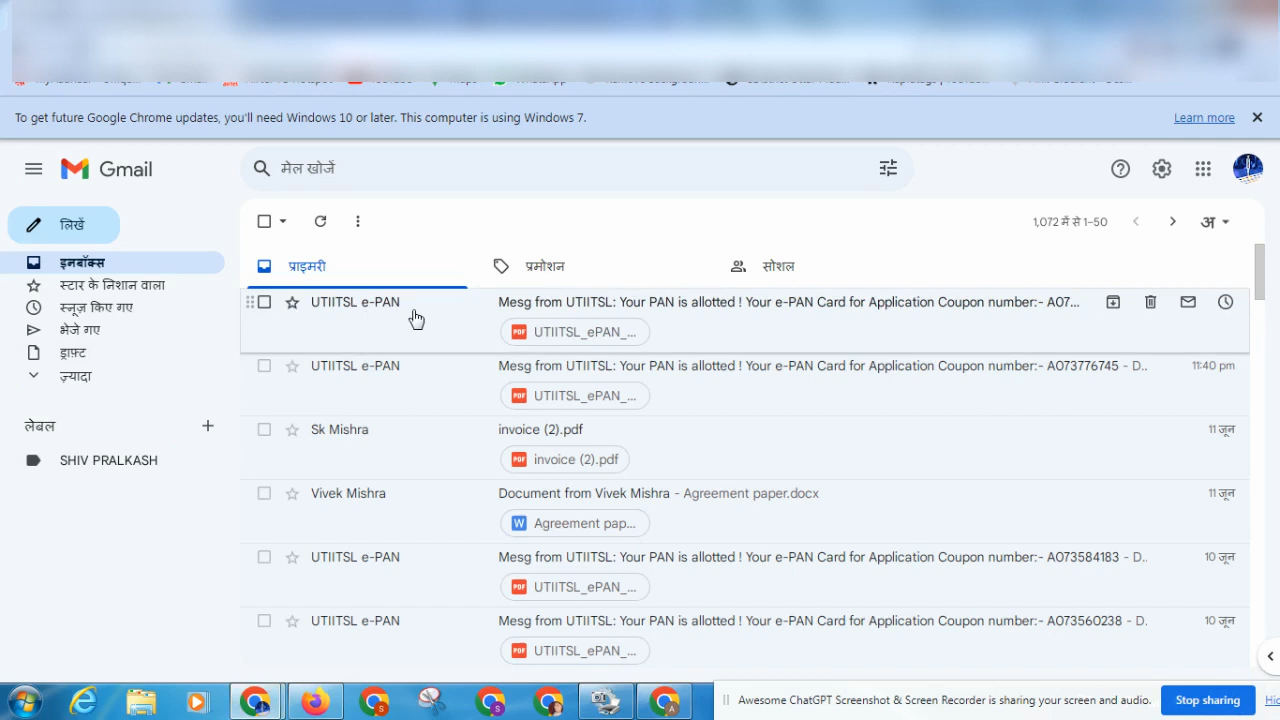 To get future Google Chrome updates, you'll need Windows 10 or later. This computer is using Windows 7.
Learn more
Gmail
मेल खोजें
लिखें
1,072 में से 1–50
अ
इनबॉक्स
स्टार के निशान वाला
स्नूज़ किए गए
भेजे गए
ड्राफ़्ट
ज़्यादा
लेबल
SHIV PRALKASH
प्राइमरी
प्रमोशन
सोशल
UTIITSL e-PAN
Mesg from UTIITSL: Your PAN is allotted ! Your e-PAN Card for Application Coupon number:- A07...
PDF UTIITSL_ePAN_...
UTIITSL e-PAN
Mesg from UTIITSL: Your PAN is allotted ! Your e-PAN Card for Application Coupon number:- A073776745 - D..
11:40 pm
PDF UTIITSL_ePAN_...
Sk Mishra
invoice (2).pdf
11 जून
PDF invoice (2).pdf
Vivek Mishra
Document from Vivek Mishra - Agreement paper.docx
11 जून
W Agreement pap...
UTIITSL e-PAN
Mesg from UTIITSL: Your PAN is allotted ! Your e-PAN Card for Application Coupon number:- A073584183 - D..
10 जून
PDF UTIITSL_ePAN_...
UTIITSL e-PAN
Mesg from UTIITSL: Your PAN is allotted ! Your e-PAN Card for Application Coupon number:- A073560238 - D.
10 जून
PDF UTIITSL_ePAN_...
Awesome ChatGPT Screenshot & Screen Recorder is sharing your screen and audio.
Stop sharing